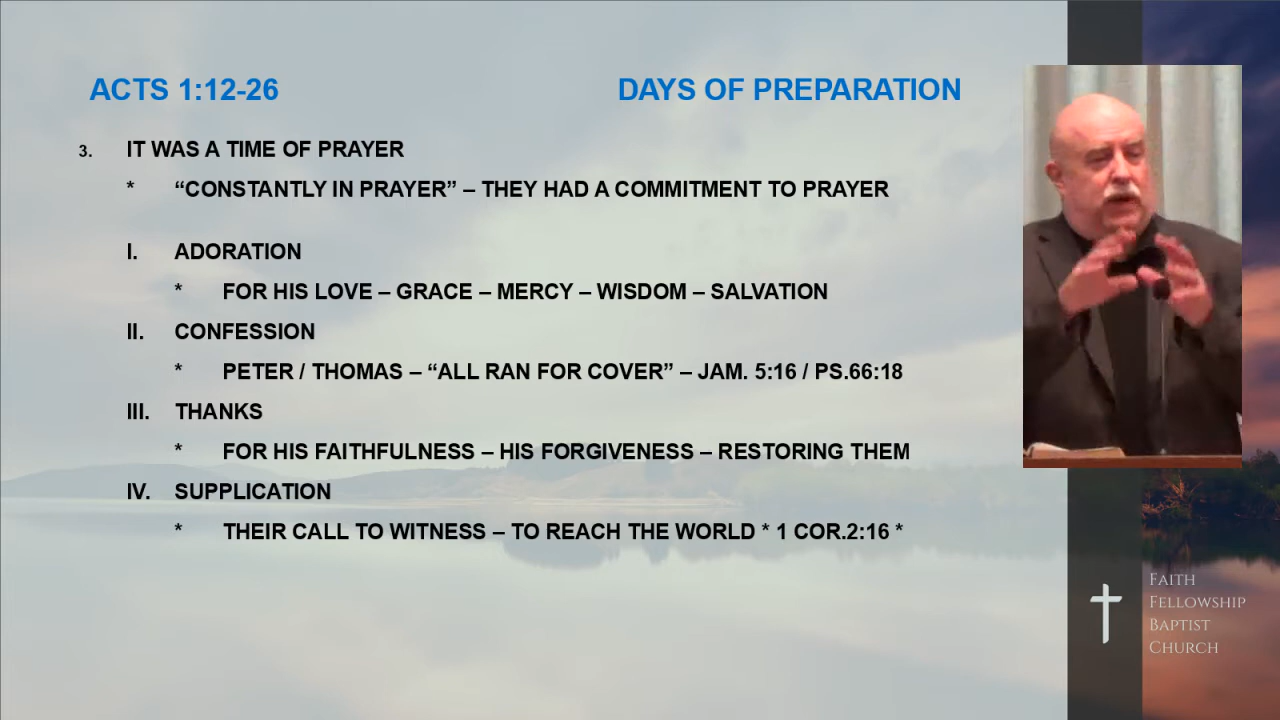 ACTS 1:12-26 DAYS OF PREPARATION
3. IT WAS A TIME OF PRAYER
* “CONSTANTLY IN PRAYER” – THEY HAD A COMMITMENT TO PRAYER
I. ADORATION
* FOR HIS LOVE – GRACE – MERCY – WISDOM – SALVATION
II. CONFESSION
* PETER / THOMAS – “ALL RAN FOR COVER” – JAM. 5:16 / PS.66:18
III. THANKS
* FOR HIS FAITHFULNESS – HIS FORGIVENESS – RESTORING THEM
IV. SUPPLICATION
* THEIR CALL TO WITNESS – TO REACH THE WORLD * 1 COR.2:16 *
FAITH
FELLOWSHIP
BAPTIST
CHURCH